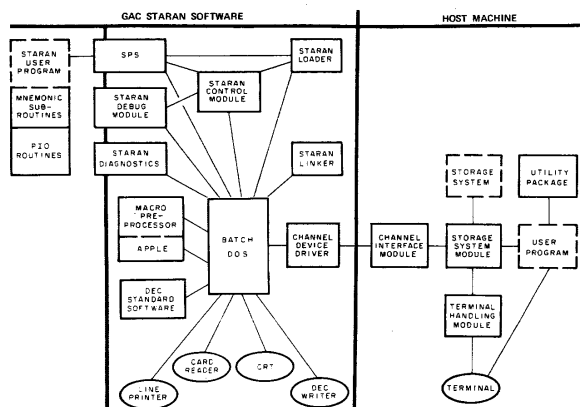 GAC STARAN SOFTWARE
HOST MACHINE
STARAN
USER
PROGRAM
MNEMONIC
SUB-
ROUTINES
PIO
ROUTINES
SPS
STARAN
LOADER
STARAN
CONTROL
MODULE
STARAN
DEBUG
MODULE
STARAN
DIAGNOSTICS
STARAN
LINKER
MACRO
PRE-
PROCESSOR
APPLE
BATCH
DOS
CHANNEL
DEVICE
DRIVER
DEC
STANDARD
SOFTWARE
LINE
PRINTER
CARD
READER
CRT
DEC
WRITER
CHANNEL
INTERFACE
MODULE
STORAGE
SYSTEM
UTILITY
PACKAGE
STORAGE
SYSTEM
MODULE
USER
PROGRAM
TERMINAL
HANDLING
MODULE
TERMINAL